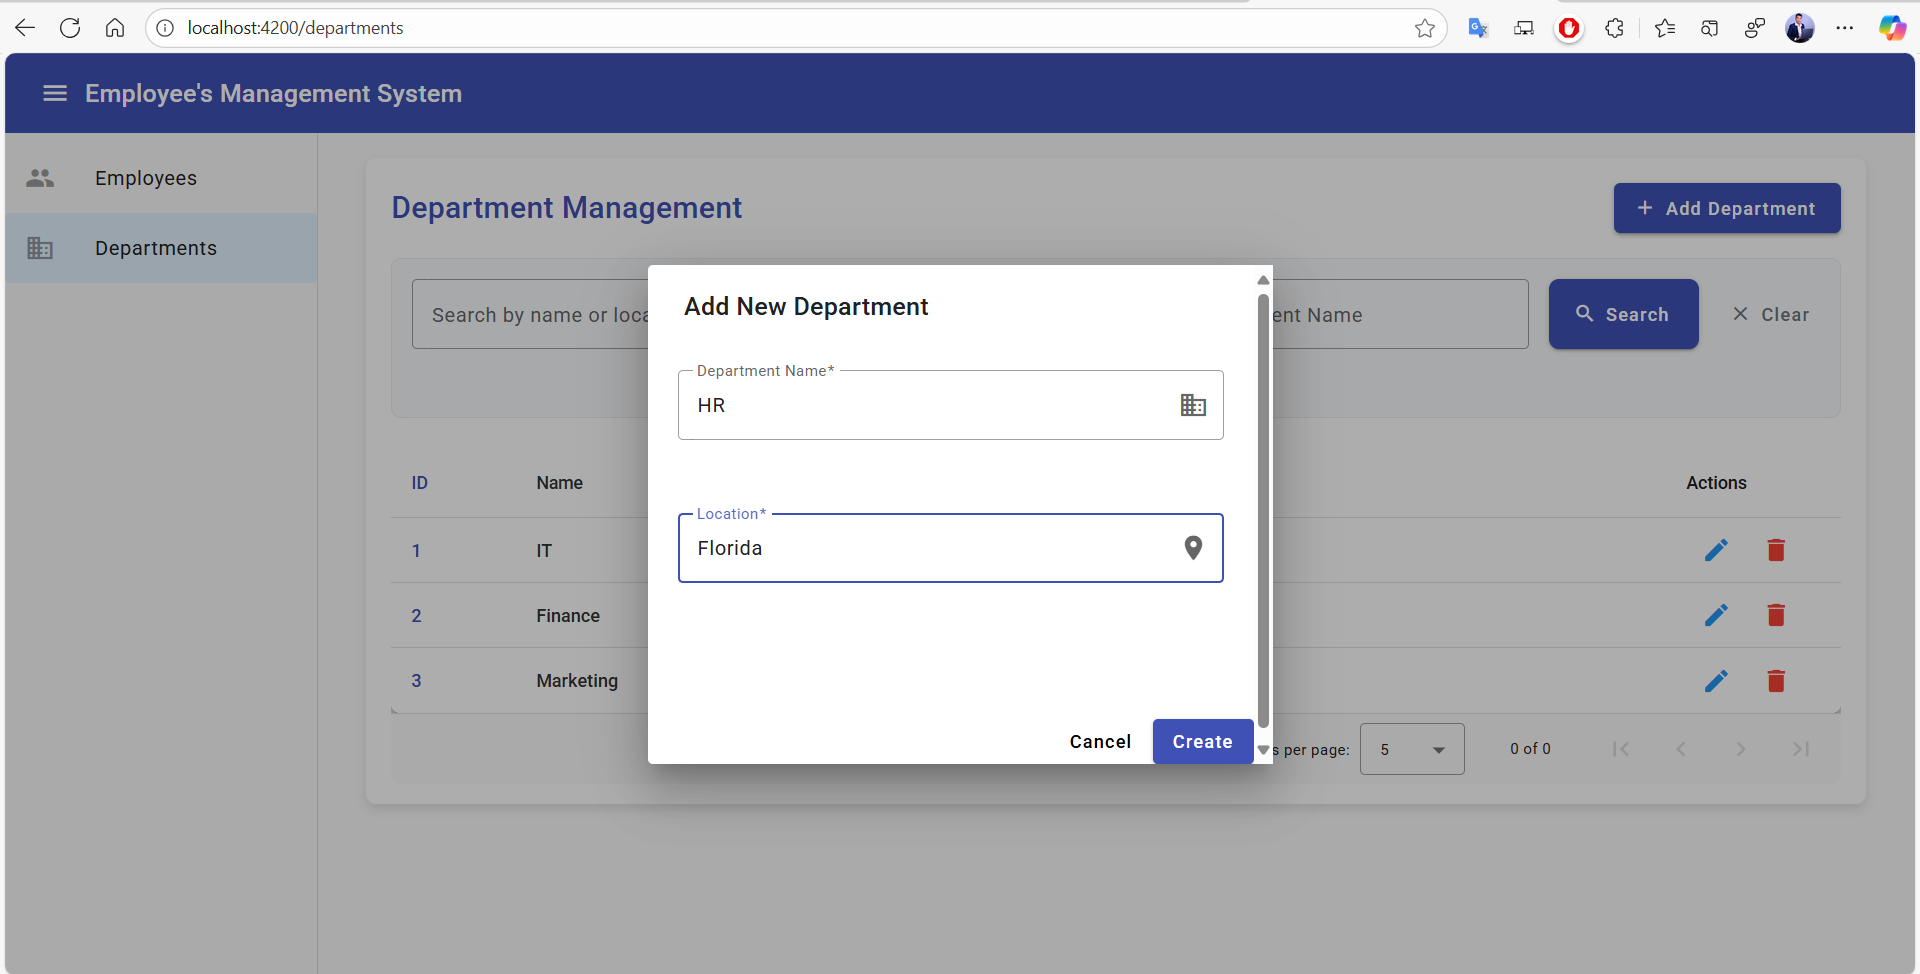 localhost:4200/departments
Employee's Management System
Employees
Departments
Department Management
+ Add Department
Search by name or loca
ent Name
Search
Clear
Add New Department
Department Name*
HR
Location*
Florida
Cancel
Create
ID Name Actions
1 IT
2 Finance
3 Marketing
s per page: 5 0 of 0